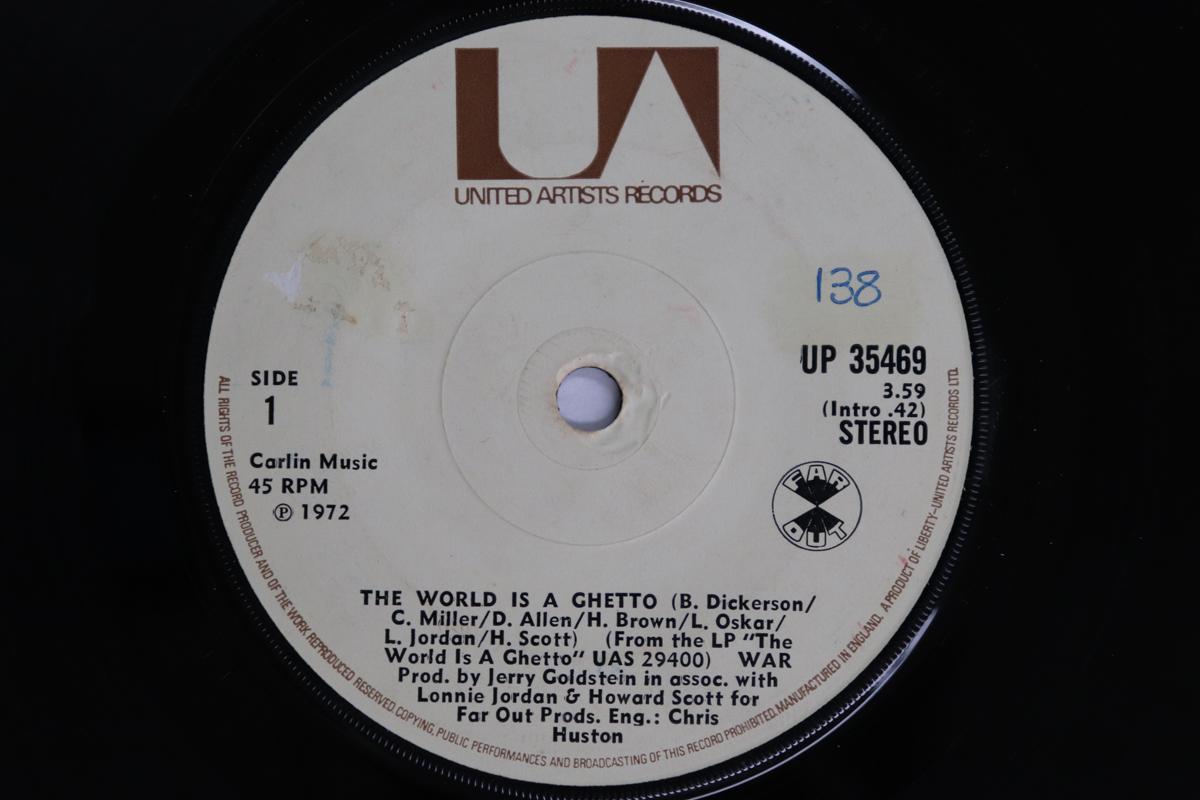 UA
UNITED ARTISTS RECORDS
138
UP 35469
3.59
(Intro .42)
STEREO
SIDE
1
Carlin Music
45 RPM
℗ 1972
FAR
OUT
THE WORLD IS A GHETTO (B. Dickerson/
C. Miller/D. Allen/H. Brown/L. Oskar/
L. Jordan/H. Scott) (From the LP "The
World Is A Ghetto" UAS 29400) WAR
Prod. by Jerry Goldstein in assoc. with
Lonnie Jordan & Howard Scott for
Far Out Prods. Eng.: Chris
Huston
ALL RIGHTS OF THE RECORD PRODUCER AND OF THE WORK REPRODUCED RESERVED. COPYING, PUBLIC PERFORMANCES AND BROADCASTING OF THIS RECORD PROHIBITED. MANUFACTURED IN ENGLAND. A PRODUCT OF LIBERTY-UNITED ARTISTS RECORDS LTD.